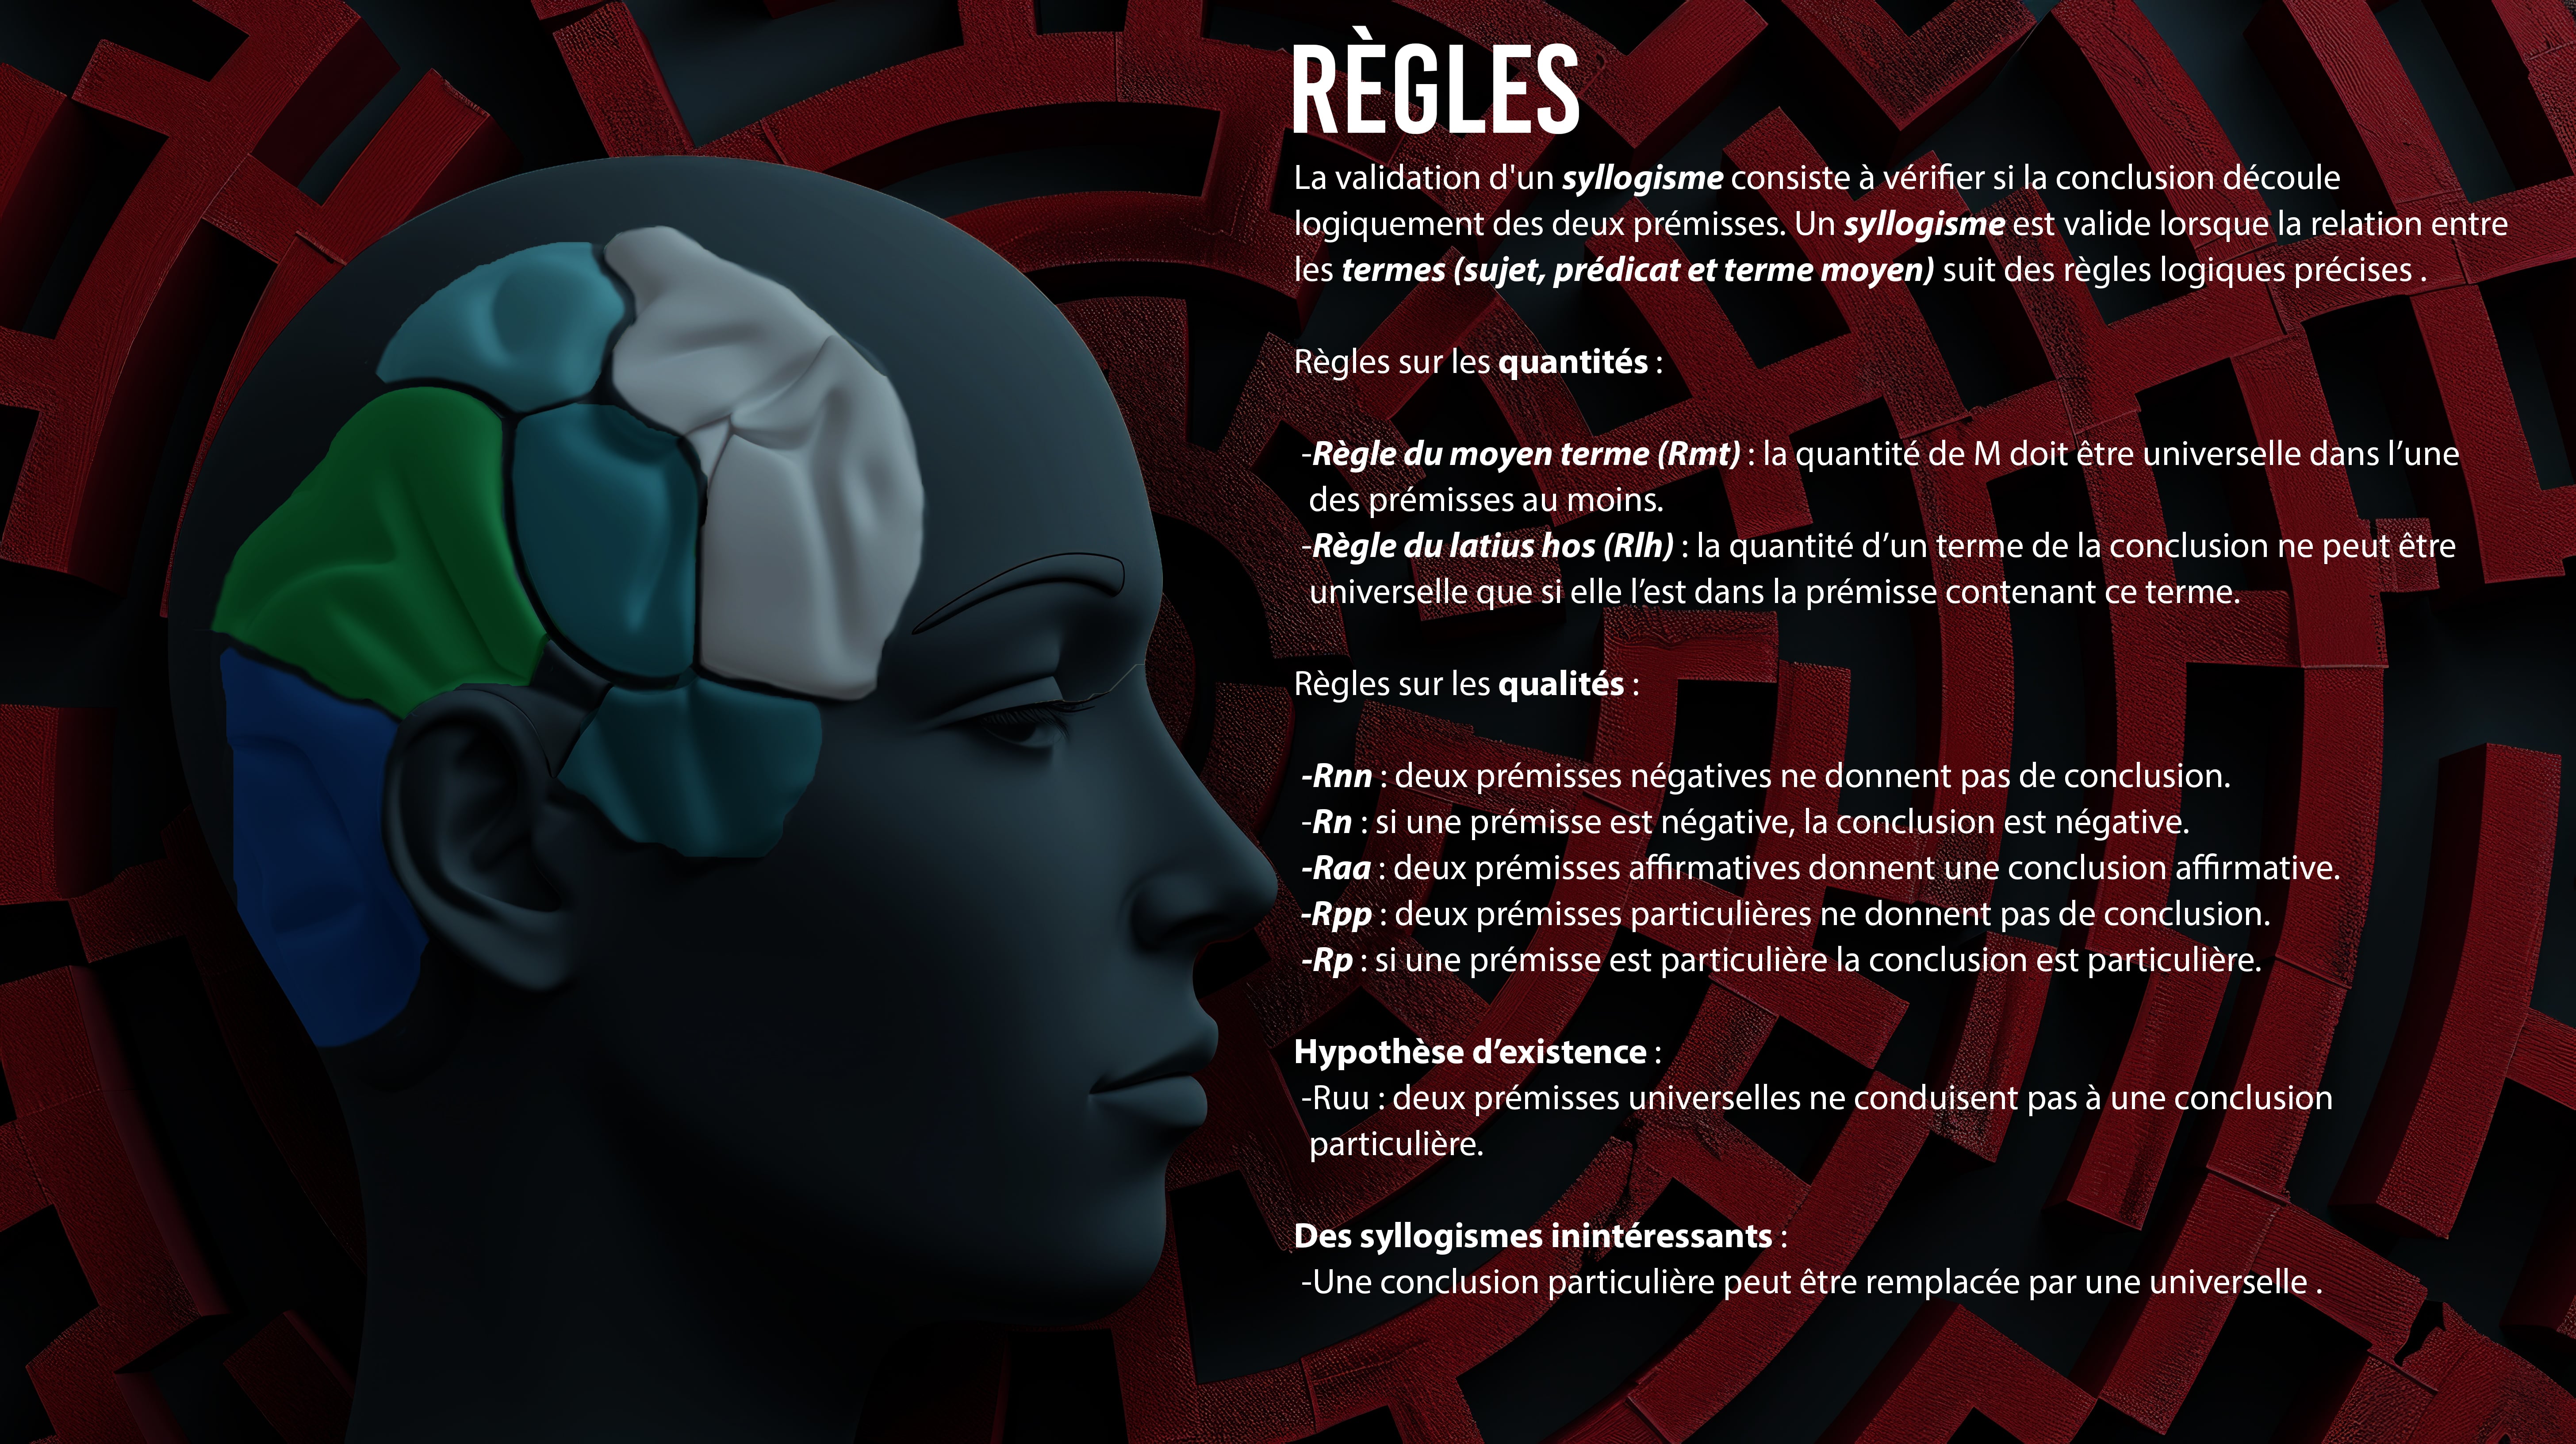 RÈGLES
La validation d'un syllogisme consiste à vérifier si la conclusion découle
logiquement des deux prémisses. Un syllogisme est valide lorsque la relation entre
les termes (sujet, prédicat et terme moyen) suit des règles logiques précises .
Règles sur les quantités :
-Règle du moyen terme (Rmt) : la quantité de M doit être universelle dans l’une
des prémisses au moins.
-Règle du latius hos (Rlh) : la quantité d’un terme de la conclusion ne peut être
universelle que si elle l’est dans la prémisse contenant ce terme.
Règles sur les qualités :
-Rnn : deux prémisses négatives ne donnent pas de conclusion.
-Rn : si une prémisse est négative, la conclusion est négative.
-Raa : deux prémisses affirmatives donnent une conclusion affirmative.
-Rpp : deux prémisses particulières ne donnent pas de conclusion.
-Rp : si une prémisse est particulière la conclusion est particulière.
Hypothèse d’existence :
-Ruu : deux prémisses universelles ne conduisent pas à une conclusion
particulière.
Des syllogismes inintéressants :
-Une conclusion particulière peut être remplacée par une universelle .